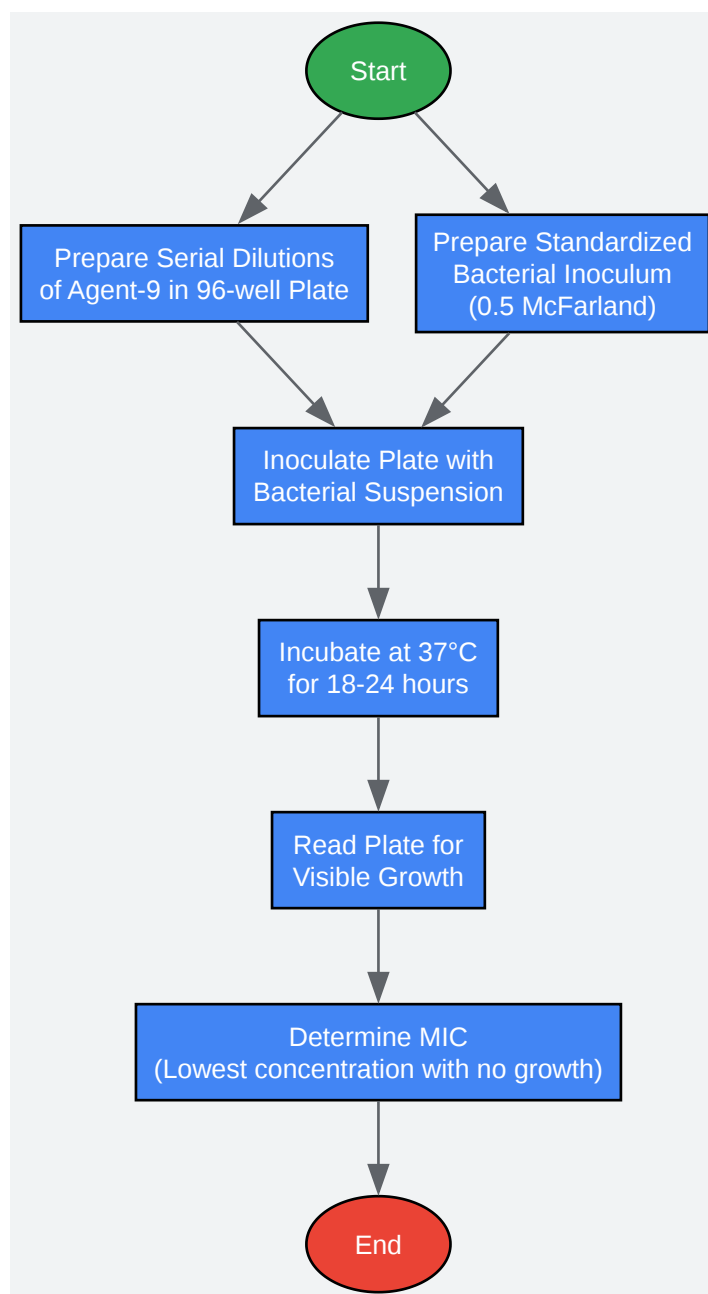 Start
Prepare Serial Dilutions
of Agent-9 in 96-well Plate
Prepare Standardized
Bacterial Inoculum
(0.5 McFarland)
Inoculate Plate with
Bacterial Suspension
Incubate at 37°C
for 18-24 hours
Read Plate for
Visible Growth
Determine MIC
(Lowest concentration with no growth)
End